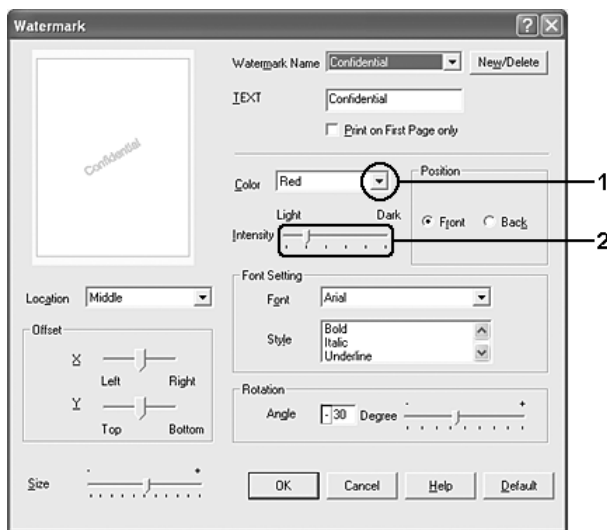 Watermark
Watermark Name Confidential New/Delete
TEXT Confidential
Print on First Page only
Confidential
Color Red
Position
1
Light Dark
Front Back
Intensity
2
Font Setting
Location Middle
Font Arial
Offset
Style Bold
Italic
Underline
X
Left Right
Y
Top Bottom
Rotation
Angle -30 Degree - +
Size - +
OK Cancel Help Default